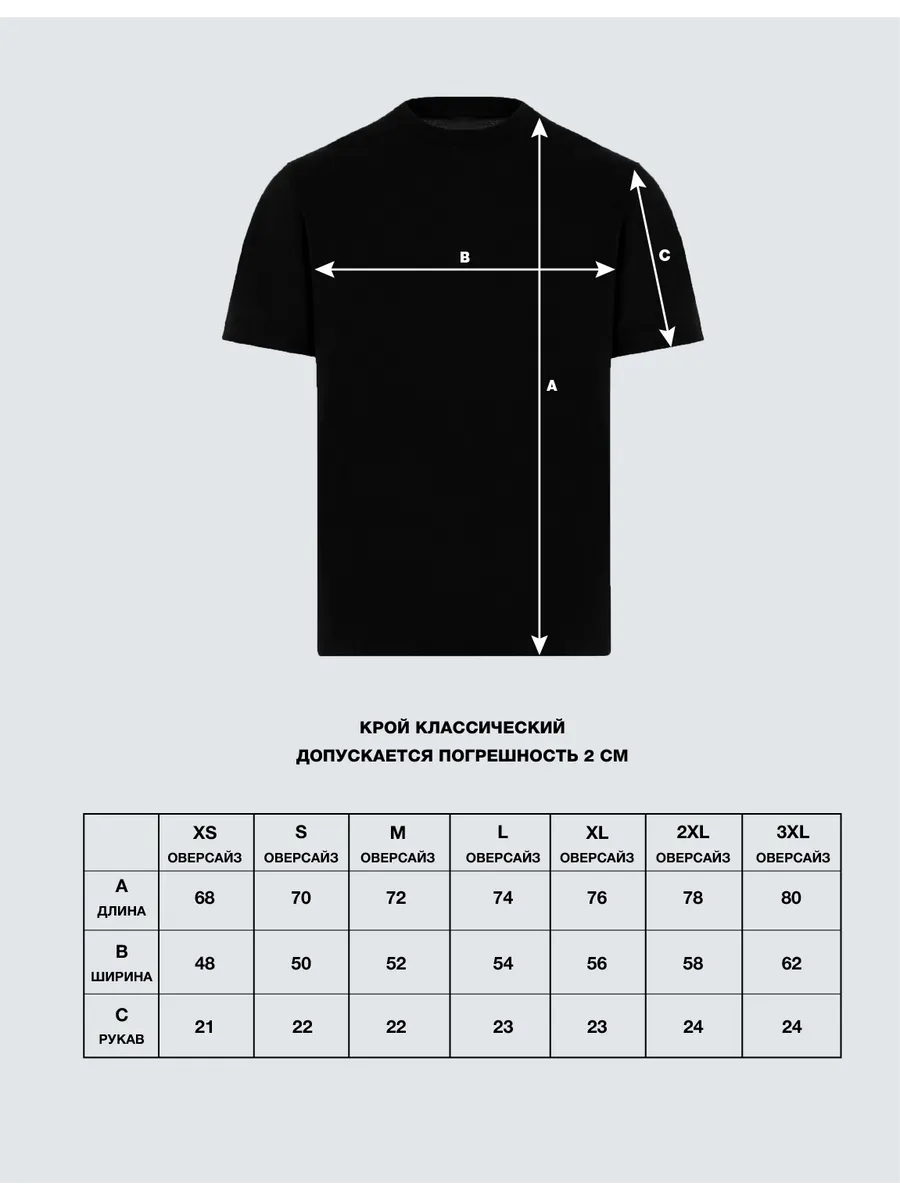 B
C
A
КРОЙ КЛАССИЧЕСКИЙ
ДОПУСКАЕТСЯ ПОГРЕШНОСТЬ 2 СМ
XS S M L XL 2XL 3XL
ОВЕРСАЙЗ ОВЕРСАЙЗ ОВЕРСАЙЗ ОВЕРСАЙЗ ОВЕРСАЙЗ ОВЕРСАЙЗ ОВЕРСАЙЗ
A
ДЛИНА 68 70 72 74 76 78 80
B
ШИРИНА 48 50 52 54 56 58 62
C
РУКАВ 21 22 22 23 23 24 24